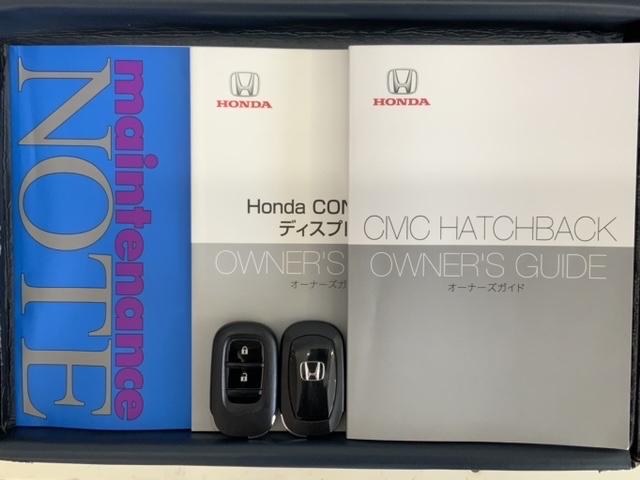 maintenance
NOTE
HONDA
Honda CON
ディスプ
OWNER'S
オーナーズガ
HONDA
CIVIC HATCHBACK
OWNER'S GUIDE
オーナーズガイド